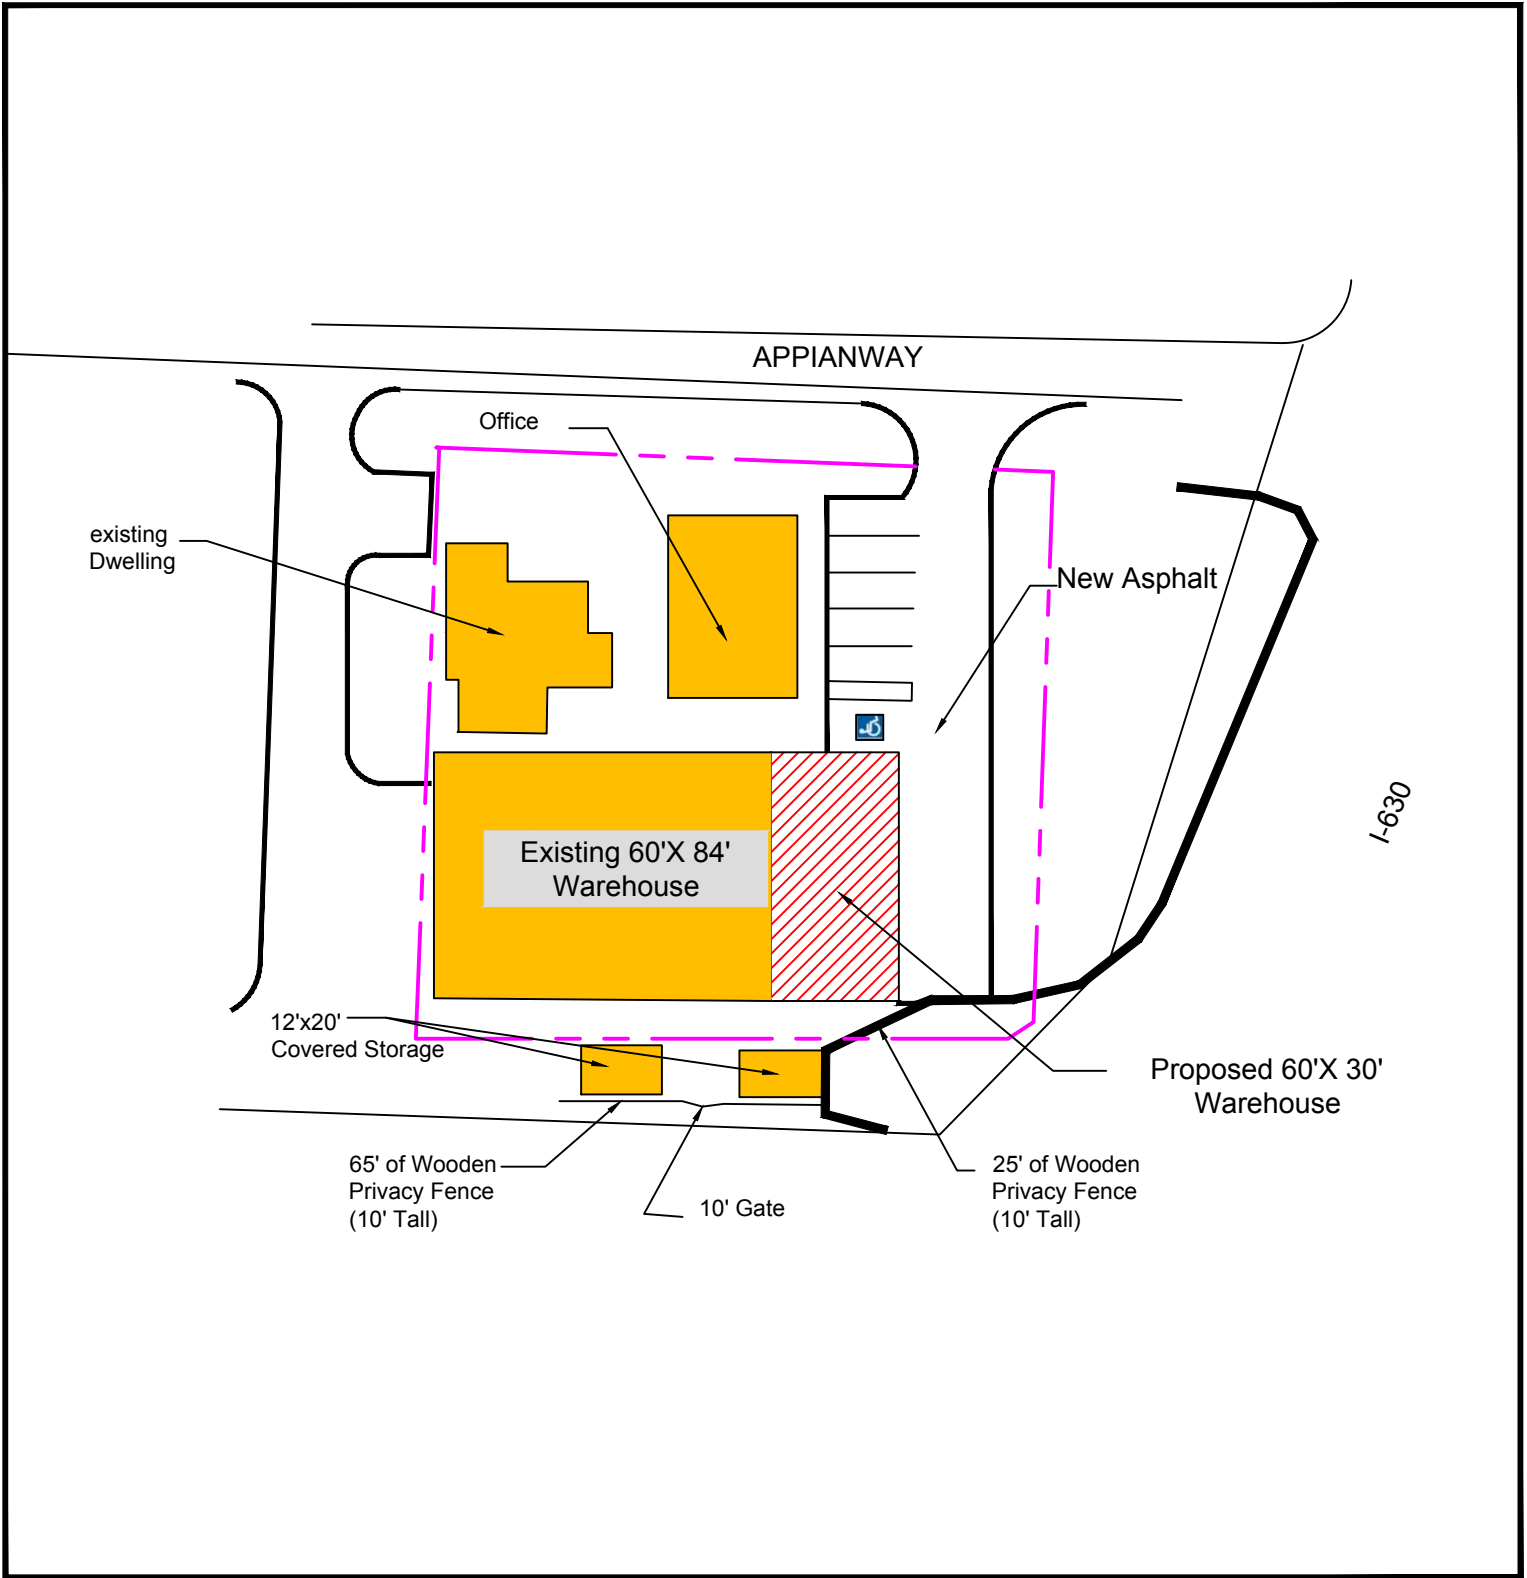 APPIANWAY
Office
existing
Dwelling
New Asphalt
I-630
Existing 60'X 84'
Warehouse
12'x20'
Covered Storage
Proposed 60'X 30'
Warehouse
65' of Wooden
Privacy Fence
(10' Tall)
10' Gate
25' of Wooden
Privacy Fence
(10' Tall)